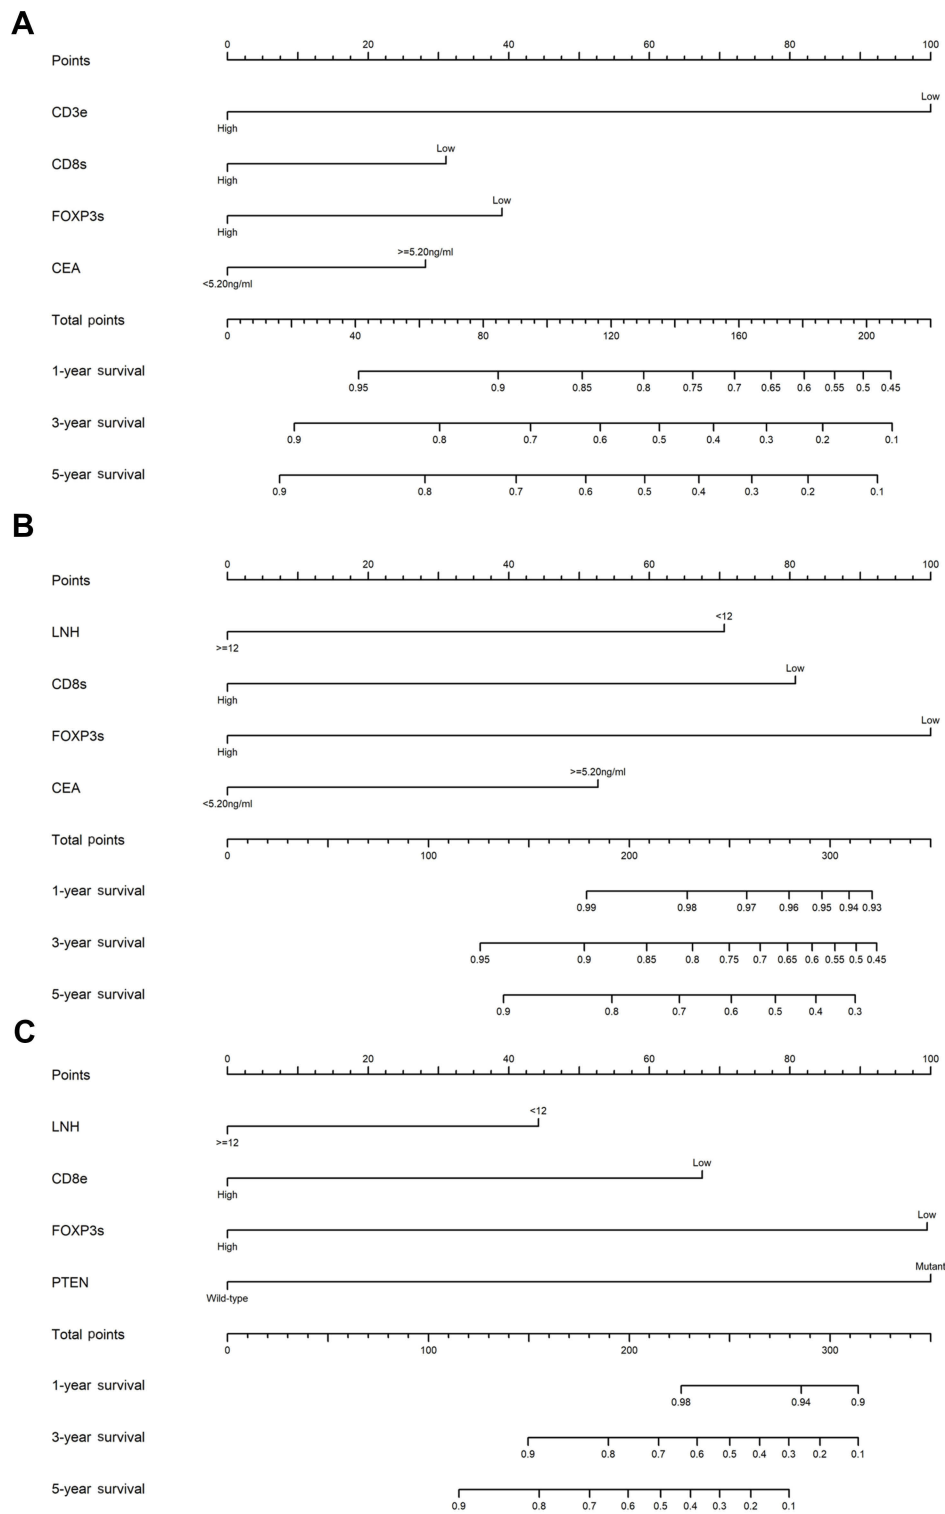 A
0 20 40 60 80 100
Points
Low
CD3e
High
Low
CD8s
High
Low
FOXP3s
High
>=5.20ng/ml
CEA
<5.20ng/ml
Total points
0 40 80 120 160 200
1-year survival
0.95 0.9 0.85 0.8 0.75 0.7 0.65 0.6 0.55 0.5 0.45
3-year survival
0.9 0.8 0.7 0.6 0.5 0.4 0.3 0.2 0.1
5-year survival
0.9 0.8 0.7 0.6 0.5 0.4 0.3 0.2 0.1
B
0 20 40 60 80 100
Points
<12
LNH
>=12
Low
CD8s
High
Low
FOXP3s
High
>=5.20ng/ml
CEA
<5.20ng/ml
Total points
0 100 200 300
1-year survival
0.99 0.98 0.97 0.96 0.95 0.94 0.93
3-year survival
0.95 0.9 0.85 0.8 0.75 0.7 0.65 0.6 0.55 0.5 0.45
5-year survival
0.9 0.8 0.7 0.6 0.5 0.4 0.3
C
0 20 40 60 80 100
Points
<12
LNH
>=12
Low
CD8e
High
Low
FOXP3s
High
Mutant
PTEN
Wild-type
Total points
0 100 200 300
1-year survival
0.98 0.94 0.9
3-year survival
0.9 0.8 0.7 0.6 0.5 0.4 0.3 0.2 0.1
5-year survival
0.9 0.8 0.7 0.6 0.5 0.4 0.3 0.2 0.1